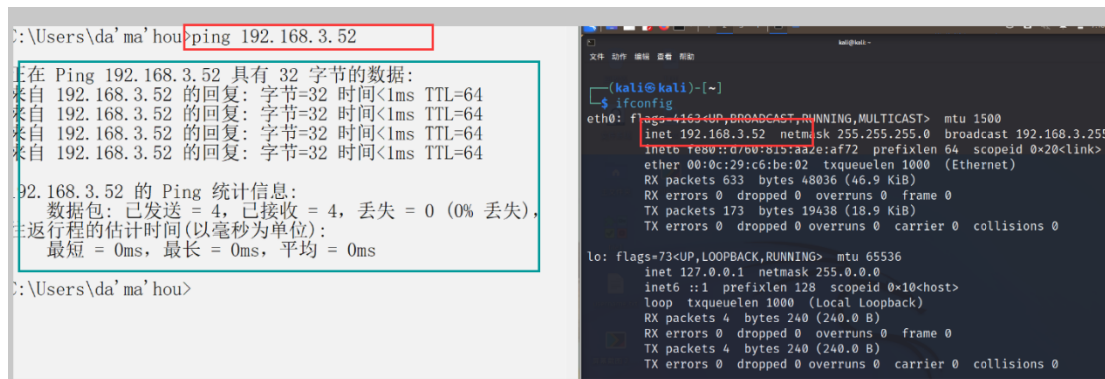 :\Users\da'ma'hou>ping 192.168.3.52
正在 Ping 192.168.3.52 具有 32 字节的数据:
来自 192.168.3.52 的回复: 字节=32 时间<1ms TTL=64
来自 192.168.3.52 的回复: 字节=32 时间<1ms TTL=64
来自 192.168.3.52 的回复: 字节=32 时间<1ms TTL=64
来自 192.168.3.52 的回复: 字节=32 时间<1ms TTL=64
92.168.3.52 的 Ping 统计信息:
数据包: 已发送 = 4, 已接收 = 4, 丢失 = 0 (0% 丢失),
往返行程的估计时间(以毫秒为单位):
最短 = 0ms, 最长 = 0ms, 平均 = 0ms
:\Users\da'ma'hou>
kali@kali:~
文件 动作 编辑 查看 帮助
(kali㉿kali)-[~]
$ ifconfig
eth0: flags=4163<UP,BROADCAST,RUNNING,MULTICAST> mtu 1500
inet 192.168.3.52 netmask 255.255.255.0 broadcast 192.168.3.255
inet6 fe80::d760:815:aa2e:af72 prefixlen 64 scopeid 0×20<link>
ether 00:0c:29:c6:be:02 txqueuelen 1000 (Ethernet)
RX packets 633 bytes 48036 (46.9 KiB)
RX errors 0 dropped 0 overruns 0 frame 0
TX packets 173 bytes 19438 (18.9 KiB)
TX errors 0 dropped 0 overruns 0 carrier 0 collisions 0
lo: flags=73<UP,LOOPBACK,RUNNING> mtu 65536
inet 127.0.0.1 netmask 255.0.0.0
inet6 ::1 prefixlen 128 scopeid 0×10<host>
loop txqueuelen 1000 (Local Loopback)
RX packets 4 bytes 240 (240.0 B)
RX errors 0 dropped 0 overruns 0 frame 0
TX packets 4 bytes 240 (240.0 B)
TX errors 0 dropped 0 overruns 0 carrier 0 collisions 0